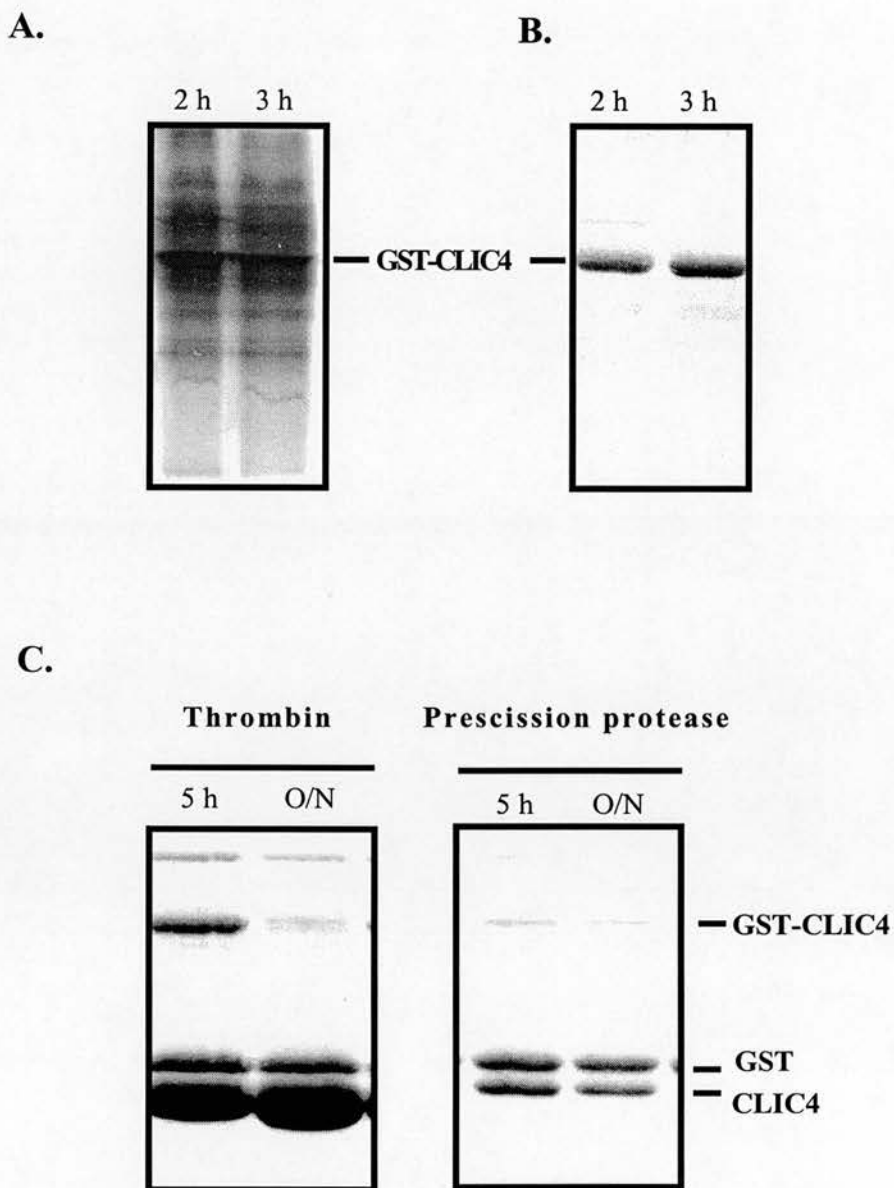 A.
B.
2 h 3 h
2 h 3 h
GST-CLIC4
C.
Thrombin Prescission protease
5 h O/N
5 h O/N
GST-CLIC4
GST
CLIC4